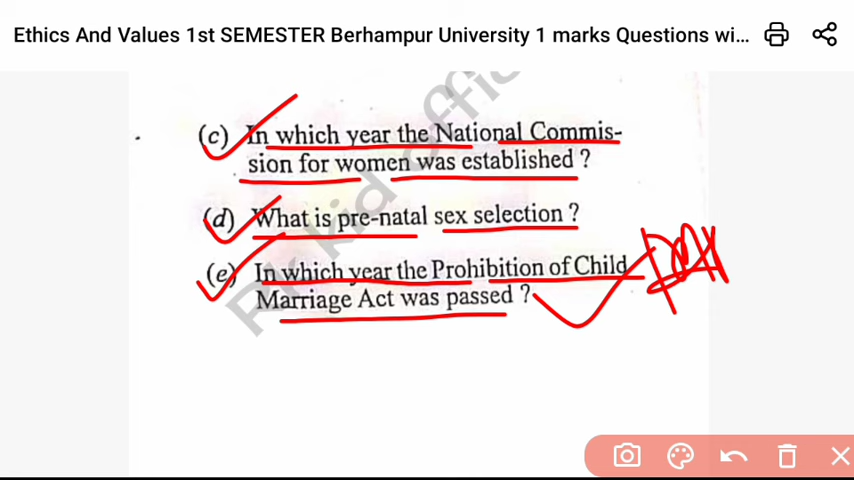 Ethics And Values 1st SEMESTER Berhampur University 1 marks Questions wi...
(c) In which year the National Commis-
sion for women was established ?
(d) What is pre-natal sex selection ?
(e) In which year the Prohibition of Child
Marriage Act was passed ?